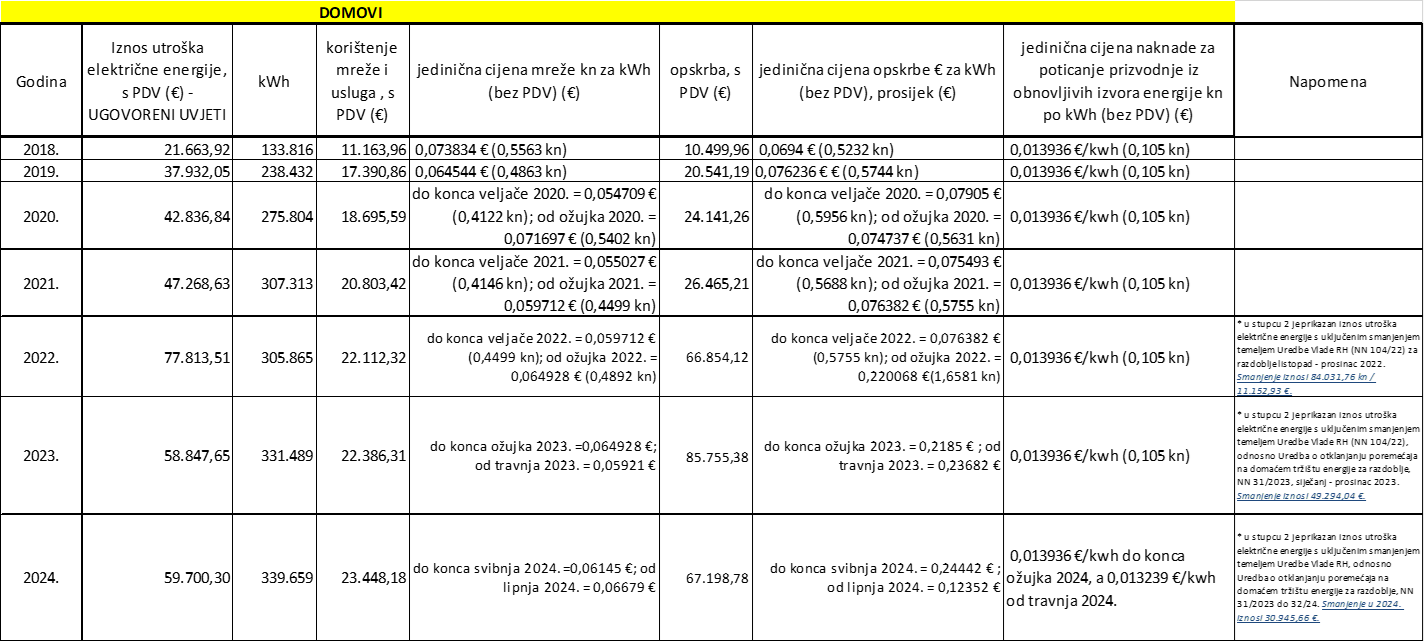 DOMOVI
Godina
Iznos utroška
električne energije,
s PDV (€) -
UGOVORENI UVJETI
kWh
korištenje
mreže i
usluga , s
PDV (€)
jedinična cijena mreže kn za kWh
(bez PDV) (€)
opskrba, s
PDV (€)
jedinična cijena opskrbe € za kWh
(bez PDV), prosijek (€)
jedinična cijena naknade za
poticanje prizvodnje iz
obnovljivih izvora energije kn
po kWh (bez PDV) (€)
Napomena
2018.
21.663,92
133.816
11.163,96
0,073834 € (0,5563 kn)
10.499,96
0,0694 € (0,5232 kn)
0,013936 €/kwh (0,105 kn)
2019.
37.932,05
238.432
17.390,86
0,064544 € (0,4863 kn)
20.541,19
0,076236 € € (0,5744 kn)
0,013936 €/kwh (0,105 kn)
2020.
42.836,84
275.804
18.695,59
do konca veljače 2020. = 0,054709 €
(0,4122 kn); od ožujka 2020. =
0,071697 € (0,5402 kn)
24.141,26
do konca veljače 2020. = 0,07905 €
(0,5956 kn); od ožujka 2020. =
0,074737 € (0,5631 kn)
0,013936 €/kwh (0,105 kn)
2021.
47.268,63
307.313
20.803,42
do konca veljače 2021. = 0,055027 €
(0,4146 kn); od ožujka 2021. =
0,059712 € (0,4499 kn)
26.465,21
do konca veljače 2021. = 0,075493 €
(0,5688 kn); od ožujka 2021. =
0,076382 € (0,5755 kn)
0,013936 €/kwh (0,105 kn)
2022.
77.813,51
305.865
22.112,32
do konca veljače 2022. = 0,059712 €
(0,4499 kn); od ožujka 2022. =
0,064928 € (0,4892 kn)
66.854,12
do konca veljače 2022. = 0,076382 €
(0,5755 kn); od ožujka 2022. =
0,220068 €(1,6581 kn)
0,013936 €/kwh (0,105 kn)
* u stupcu 2 je prikazan iznos utroška
električne energije s uključenim smanjenjem
temeljem Uredbe Vlade RH (NN 104/22) za
razdoblje listopad - prosinac 2022.
Smanjenje iznosi 84.031,76 kn /
11.152,93 €.
2023.
58.847,65
331.489
22.386,31
do konca ožujka 2023. =0,064928 €;
od travnja 2023. = 0,05921 €
85.755,38
do konca ožujka 2023. = 0,2185 € ; od
travnja 2023. = 0,23682 €
0,013936 €/kwh (0,105 kn)
* u stupcu 2 je prikazan iznos utroška
električne energije s uključenim smanjenjem
temeljem Uredbe Vlade RH (NN 104/22),
odnosno Uredba o otklanjanju poremećaja
na domaćem tržištu energije za razdoblje,
NN 31/2023, siječanj - prosinac 2023.
Smanjenje iznosi 49.294,04 €.
2024.
59.700,30
339.659
23.448,18
do konca svibnja 2024. =0,06145 €; od
lipnja 2024. = 0,06679 €
67.198,78
do konca svibnja 2024. = 0,24442 € ;
od lipnja 2024. = 0,12352 €
0,013936 €/kwh do konca
ožujka 2024, a 0,013239 €/kwh
od travnja 2024.
* u stupcu 2 je prikazan iznos utroška
električne energije s uključenim smanjenjem
temeljem Uredbe Vlade RH, odnosno
Uredba o otklanjanju poremećaja na
domaćem tržištu energije za razdoblje, NN
31/2023 do 32/24. Smanjenje u 2024.
iznosi 30.945,66 €.